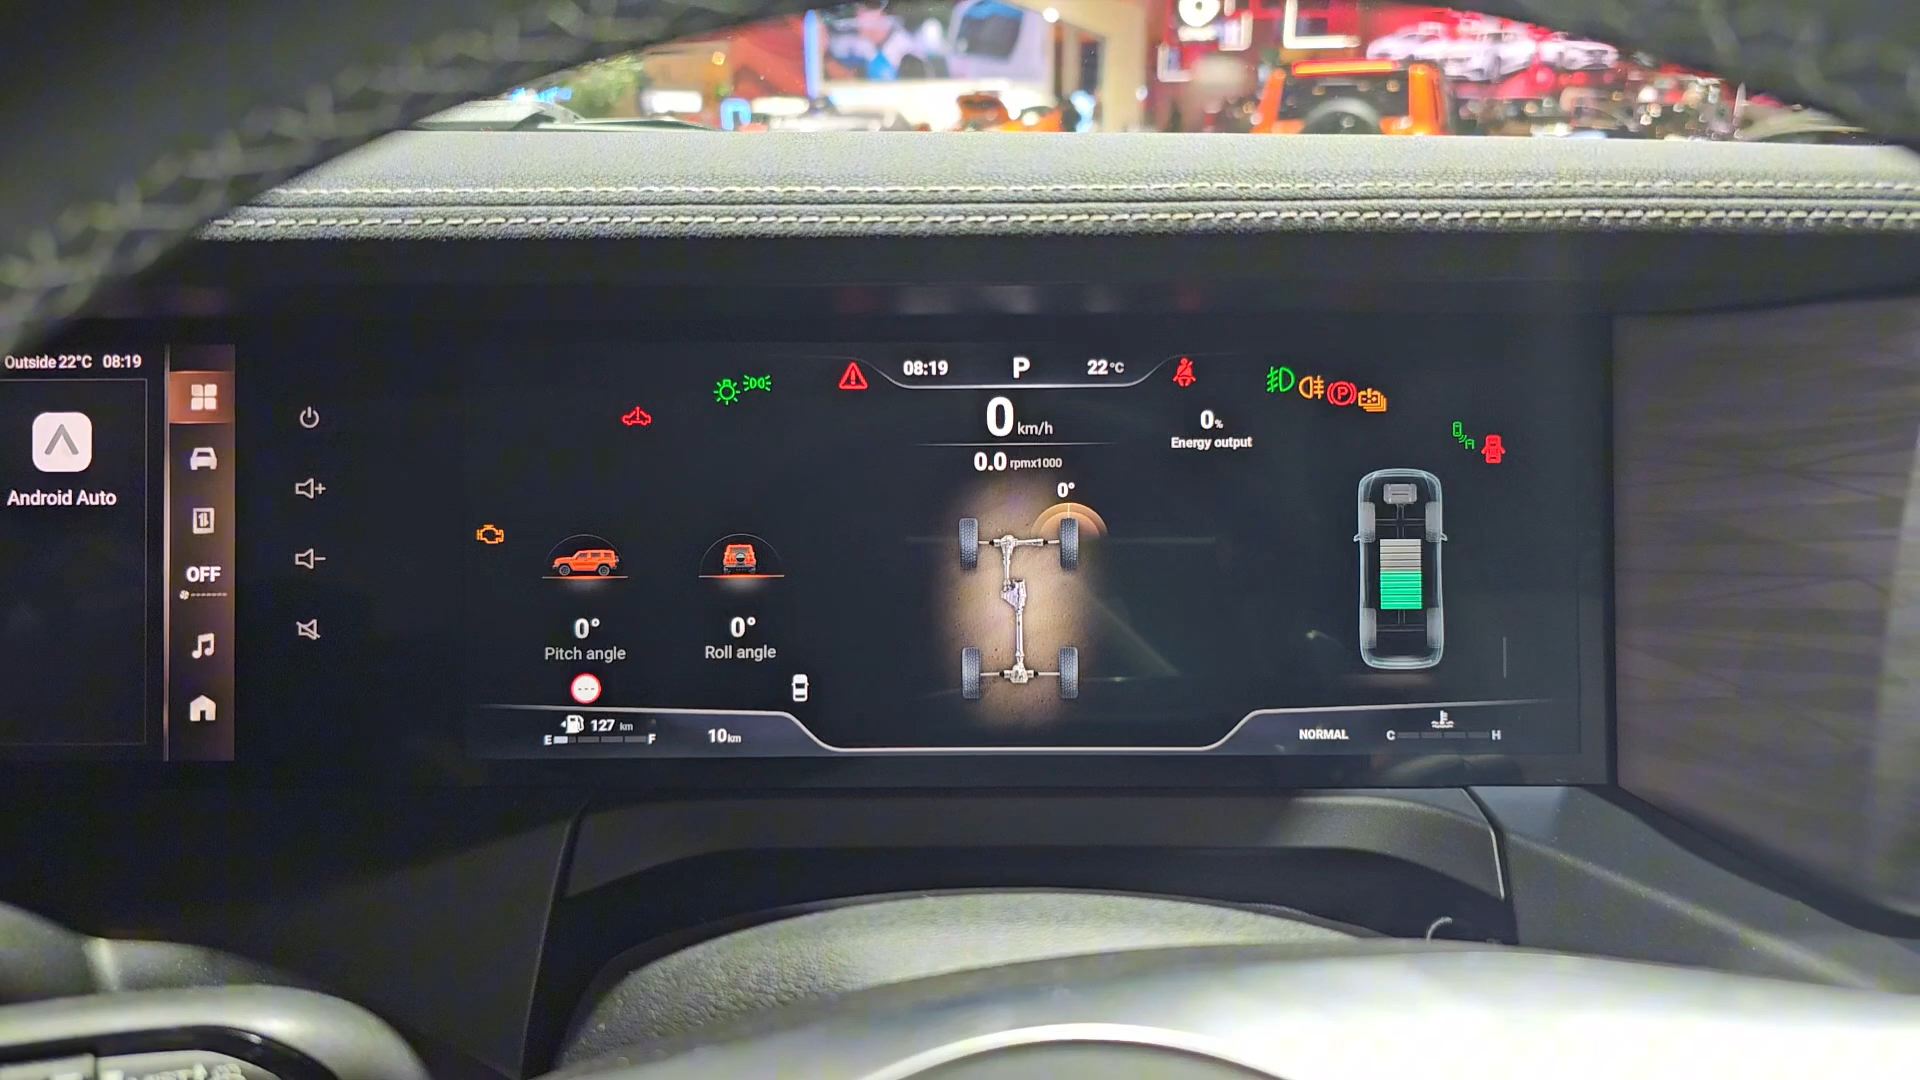 Outside 22°C 08:19
Android Auto
OFF
08:19 P 22°C
0 km/h
0.0 rpmx1000
0%
Energy output
0°
0°
Pitch angle
0°
Roll angle
---
127 km
E F
10km
NORMAL
C H